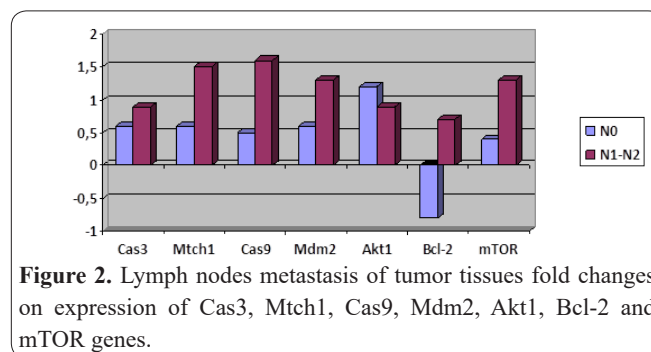 2
1,5
1
0,5
0
-0,5
-1
Cas3 Mtch1 Cas9 Mdm2 Akt1 Bcl-2 mTOR
N0
N1-N2
Figure 2. Lymph nodes metastasis of tumor tissues fold changes
on expression of Cas3, Mtch1, Cas9, Mdm2, Akt1, Bcl-2 and
mTOR genes.